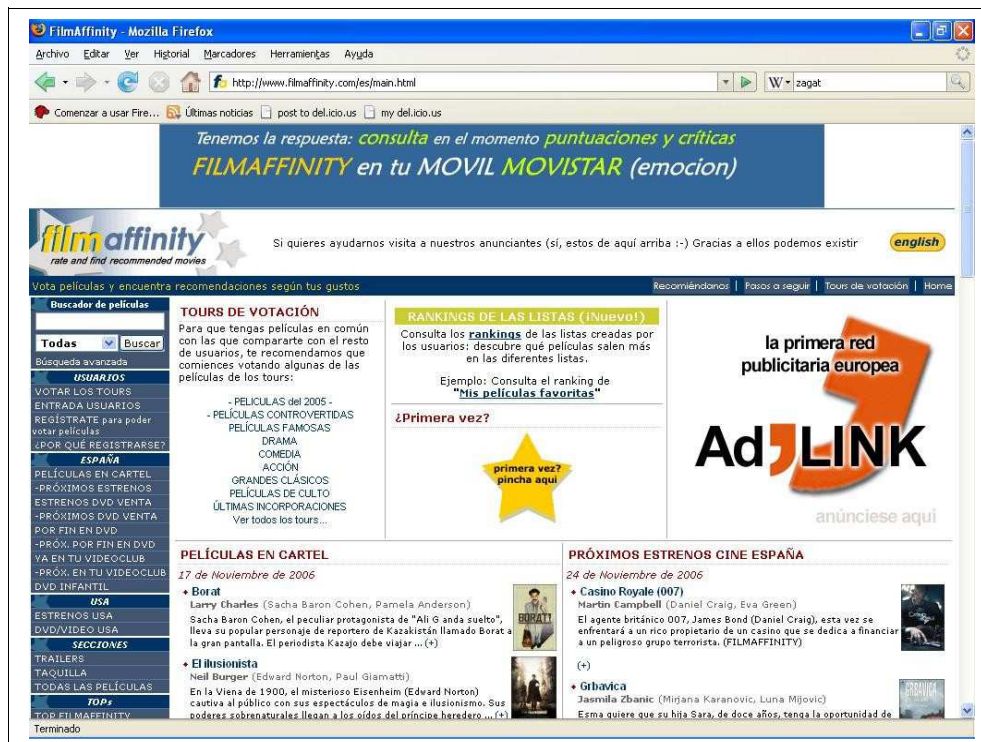 FilmAffinity - Mozilla Firefox
Archivo Editar Ver Historial Marcadores Herramientas Ayuda
http://www.filmaffinity.com/es/main.html
W zagat
Comenzar a usar Fire... Últimas noticias post to del.icio.us my del.icio.us
Tenemos la respuesta: consulta en el momento puntuaciones y críticas
FILMAFFINITY en tu MOVIL MOVISTAR (emocion)
film affinity
rate and find recommended movies
Si quieres ayudarnos visita a nuestros anunciantes (sí, estos de aquí arriba :-) Gracias a ellos podemos existir
english
Vota películas y encuentra recomendaciones según tus gustos
Recomiéndanos | Pasos a seguir | Tours de votación | Home
Buscador de películas
Todas Buscar
Búsqueda avanzada
USUARIOS
VOTAR LOS TOURS
ENTRADA USUARIOS
REGÍSTRATE para poder
votar películas
¿POR QUÉ REGISTRARSE?
ESPAÑA
PELÍCULAS EN CARTEL
-PRÓXIMOS ESTRENOS
ESTRENOS DVD VENTA
-PRÓXIMOS DVD VENTA
POR FIN EN DVD
-PRÓX. POR FIN EN DVD
YA EN TU VIDEOCLUB
-PRÓX. EN TU VIDEOCLUB
DVD INFANTIL
USA
ESTRENOS USA
DVD/VIDEO USA
SECCIONES
TRAILERS
TAQUILLA
TODAS LAS PELÍCULAS
TOPs
TOP FILMAFFINITY
TOURS DE VOTACIÓN
Para que tengas películas en común
con las que compararte con el resto
de usuarios, te recomendamos que
comiences votando algunas de las
películas de los tours:
- PELICULAS del 2005 -
- PELÍCULAS CONTROVERTIDAS
PELÍCULAS FAMOSAS
DRAMA
COMEDIA
ACCIÓN
GRANDES CLÁSICOS
PELÍCULAS DE CULTO
ÚLTIMAS INCORPORACIONES
Ver todos los tours...
RANKINGS DE LAS LISTAS (¡Nuevo!)
Consulta los rankings de las listas creadas por
los usuarios: descubre qué películas salen más
en las diferentes listas.
Ejemplo: Consulta el ranking de
"Mis películas favoritas"
¿Primera vez?
primera vez?
pincha aqui
la primera red
publicitaria europea
Ad LINK
anúnciese aquí
PELÍCULAS EN CARTEL
17 de Noviembre de 2006
Borat
Larry Charles (Sacha Baron Cohen, Pamela Anderson)
Sacha Baron Cohen, el peculiar protagonista de "Ali G anda suelto",
lleva su popular personaje de reportero de Kazakistán llamado Borat a
la gran pantalla. El periodista Kazajo debe viajar ... (+)
BORAT!
El ilusionista
Neil Burger (Edward Norton, Paul Giamatti)
En la Viena de 1900, el misterioso Eisenheim (Edward Norton)
cautiva al público con sus espectáculos de magia e ilusionismo. Sus
poderes sobrenaturales llegan a los oídos del príncipe heredero ... (+)
PRÓXIMOS ESTRENOS CINE ESPAÑA
24 de Noviembre de 2006
Casino Royale (007)
Martin Campbell (Daniel Craig, Eva Green)
El agente británico 007, James Bond (Daniel Craig), esta vez se
enfrentará a un rico propietario de un casino que se dedica a financiar
a un peligroso grupo terrorista. (FILMAFFINITY)
(+)
Grbavica
Jasmila Zbanic (Mirjana Karanovic, Luna Mijovic)
Esma quiere que su hija Sara, de doce años, tenga la oportunidad de
GRBAVICA
Terminado